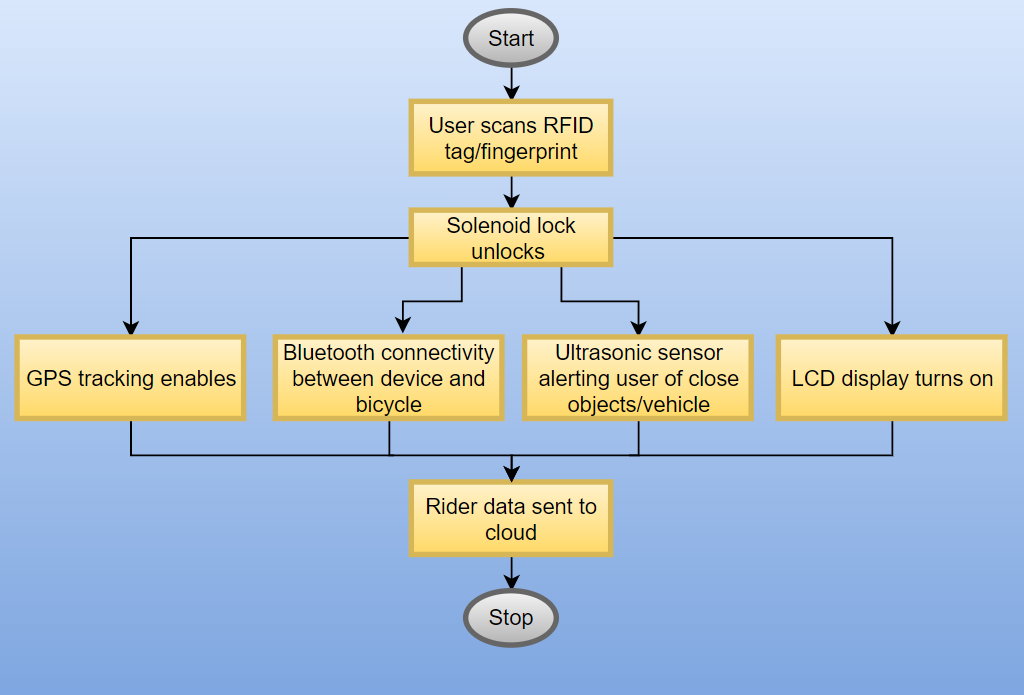 Start
User scans RFID
tag/fingerprint
Solenoid lock
unlocks
GPS tracking enables
Bluetooth connectivity
between device and
bicycle
Ultrasonic sensor
alerting user of close
objects/vehicle
LCD display turns on
Rider data sent to
cloud
Stop